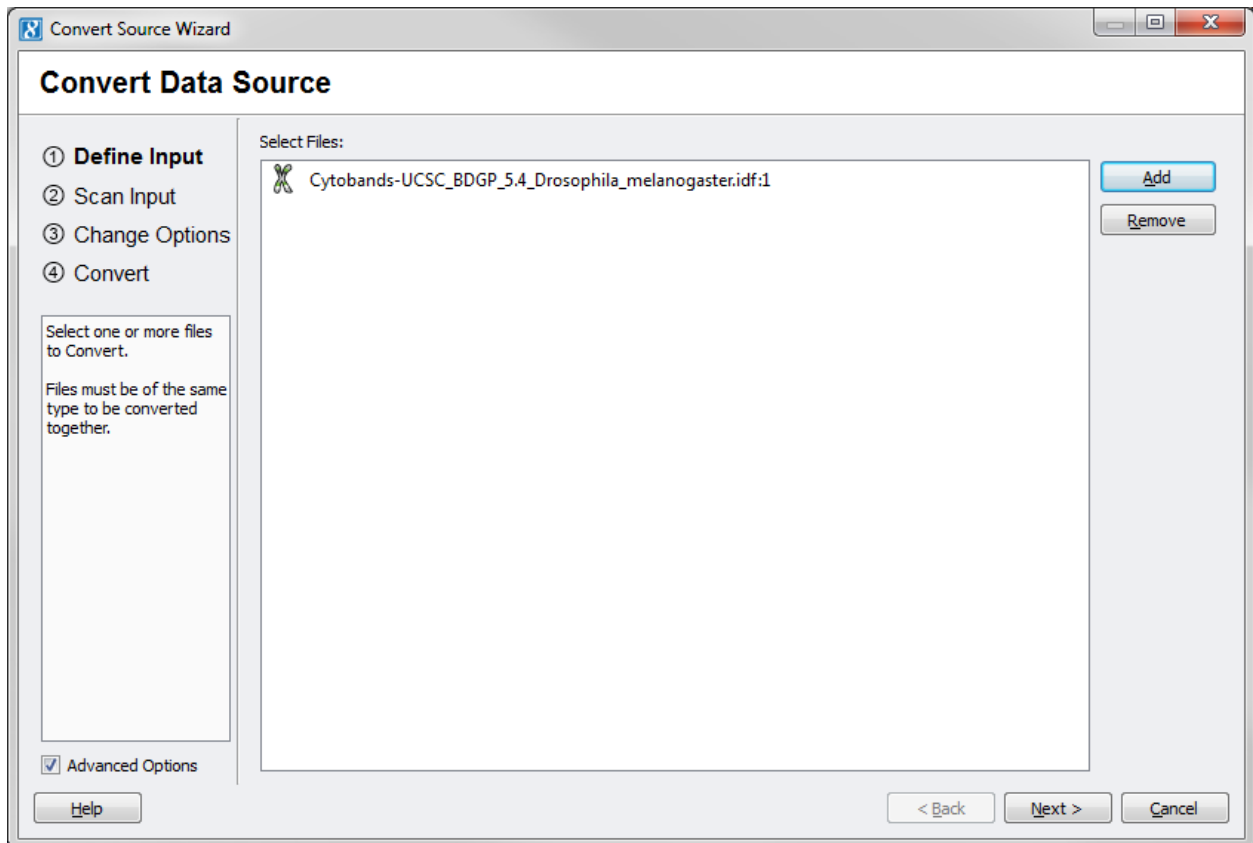 Convert Source Wizard
Convert Data Source
① Define Input
② Scan Input
③ Change Options
④ Convert
Select one or more files
to Convert.
Files must be of the same
type to be converted
together.
Advanced Options
Select Files:
Cytobands-UCSC_BDGP_5.4_Drosophila_melanogaster.idf:1
Add
Remove
Help
< Back
Next >
Cancel